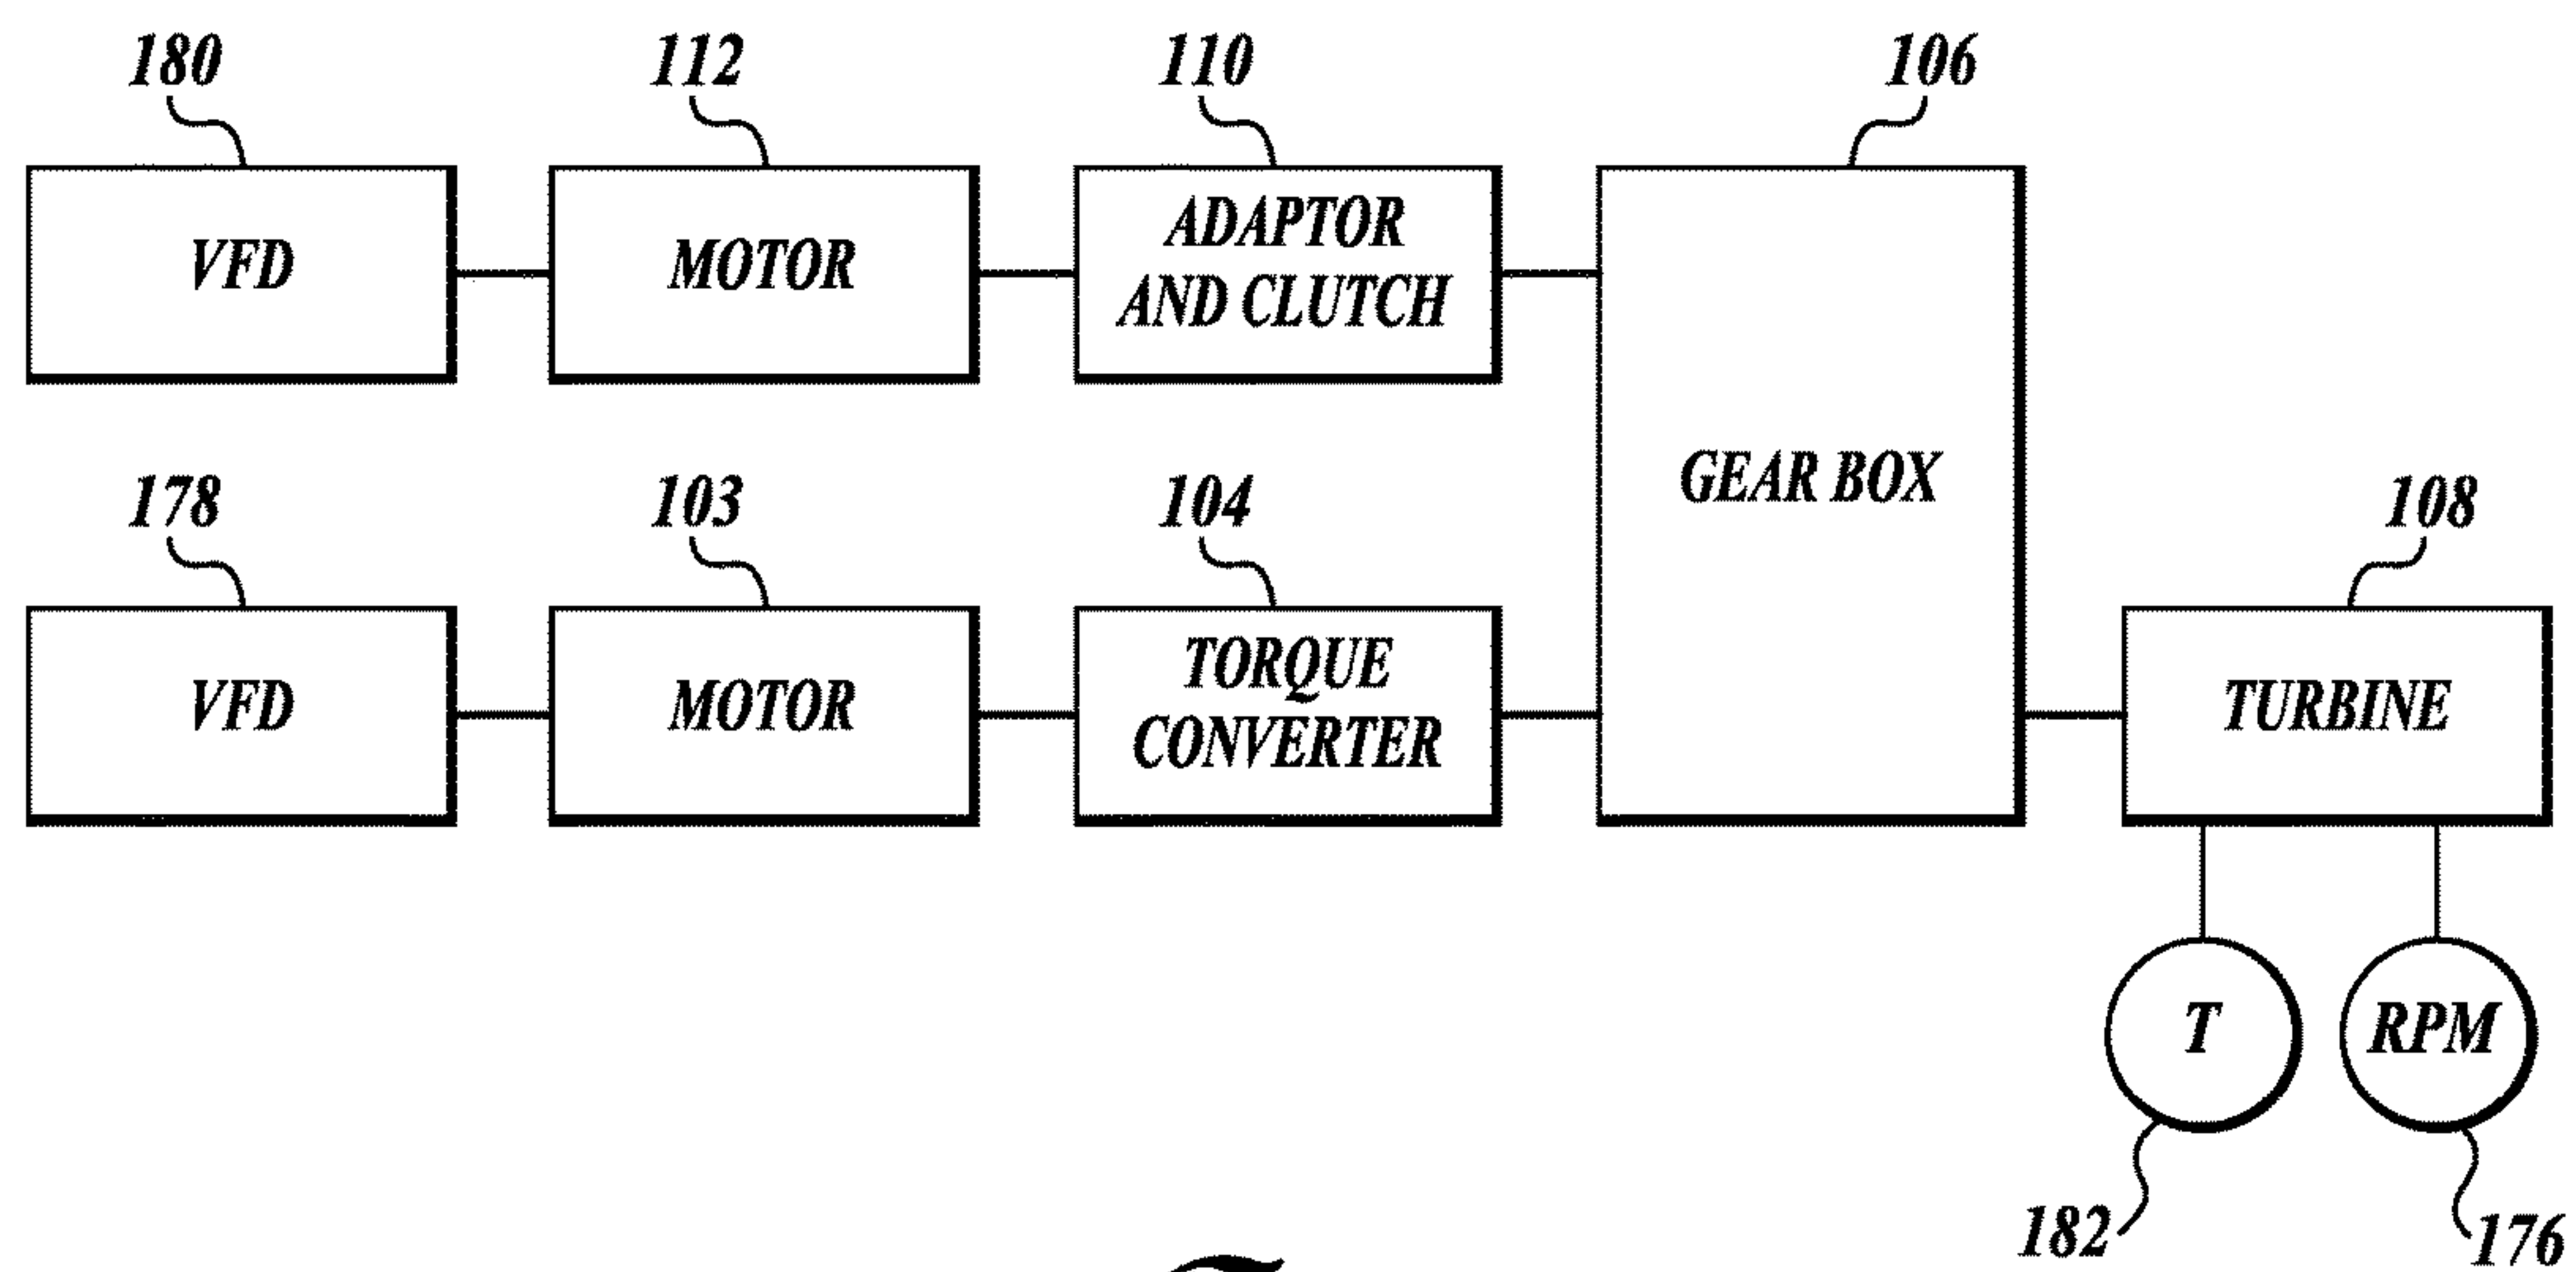 180
112
110
106
VFD
MOTOR
ADAPTOR
AND CLUTCH
GEAR BOX
178
103
104
108
VFD
MOTOR
TORQUE
CONVERTER
TURBINE
T
RPM
182
176